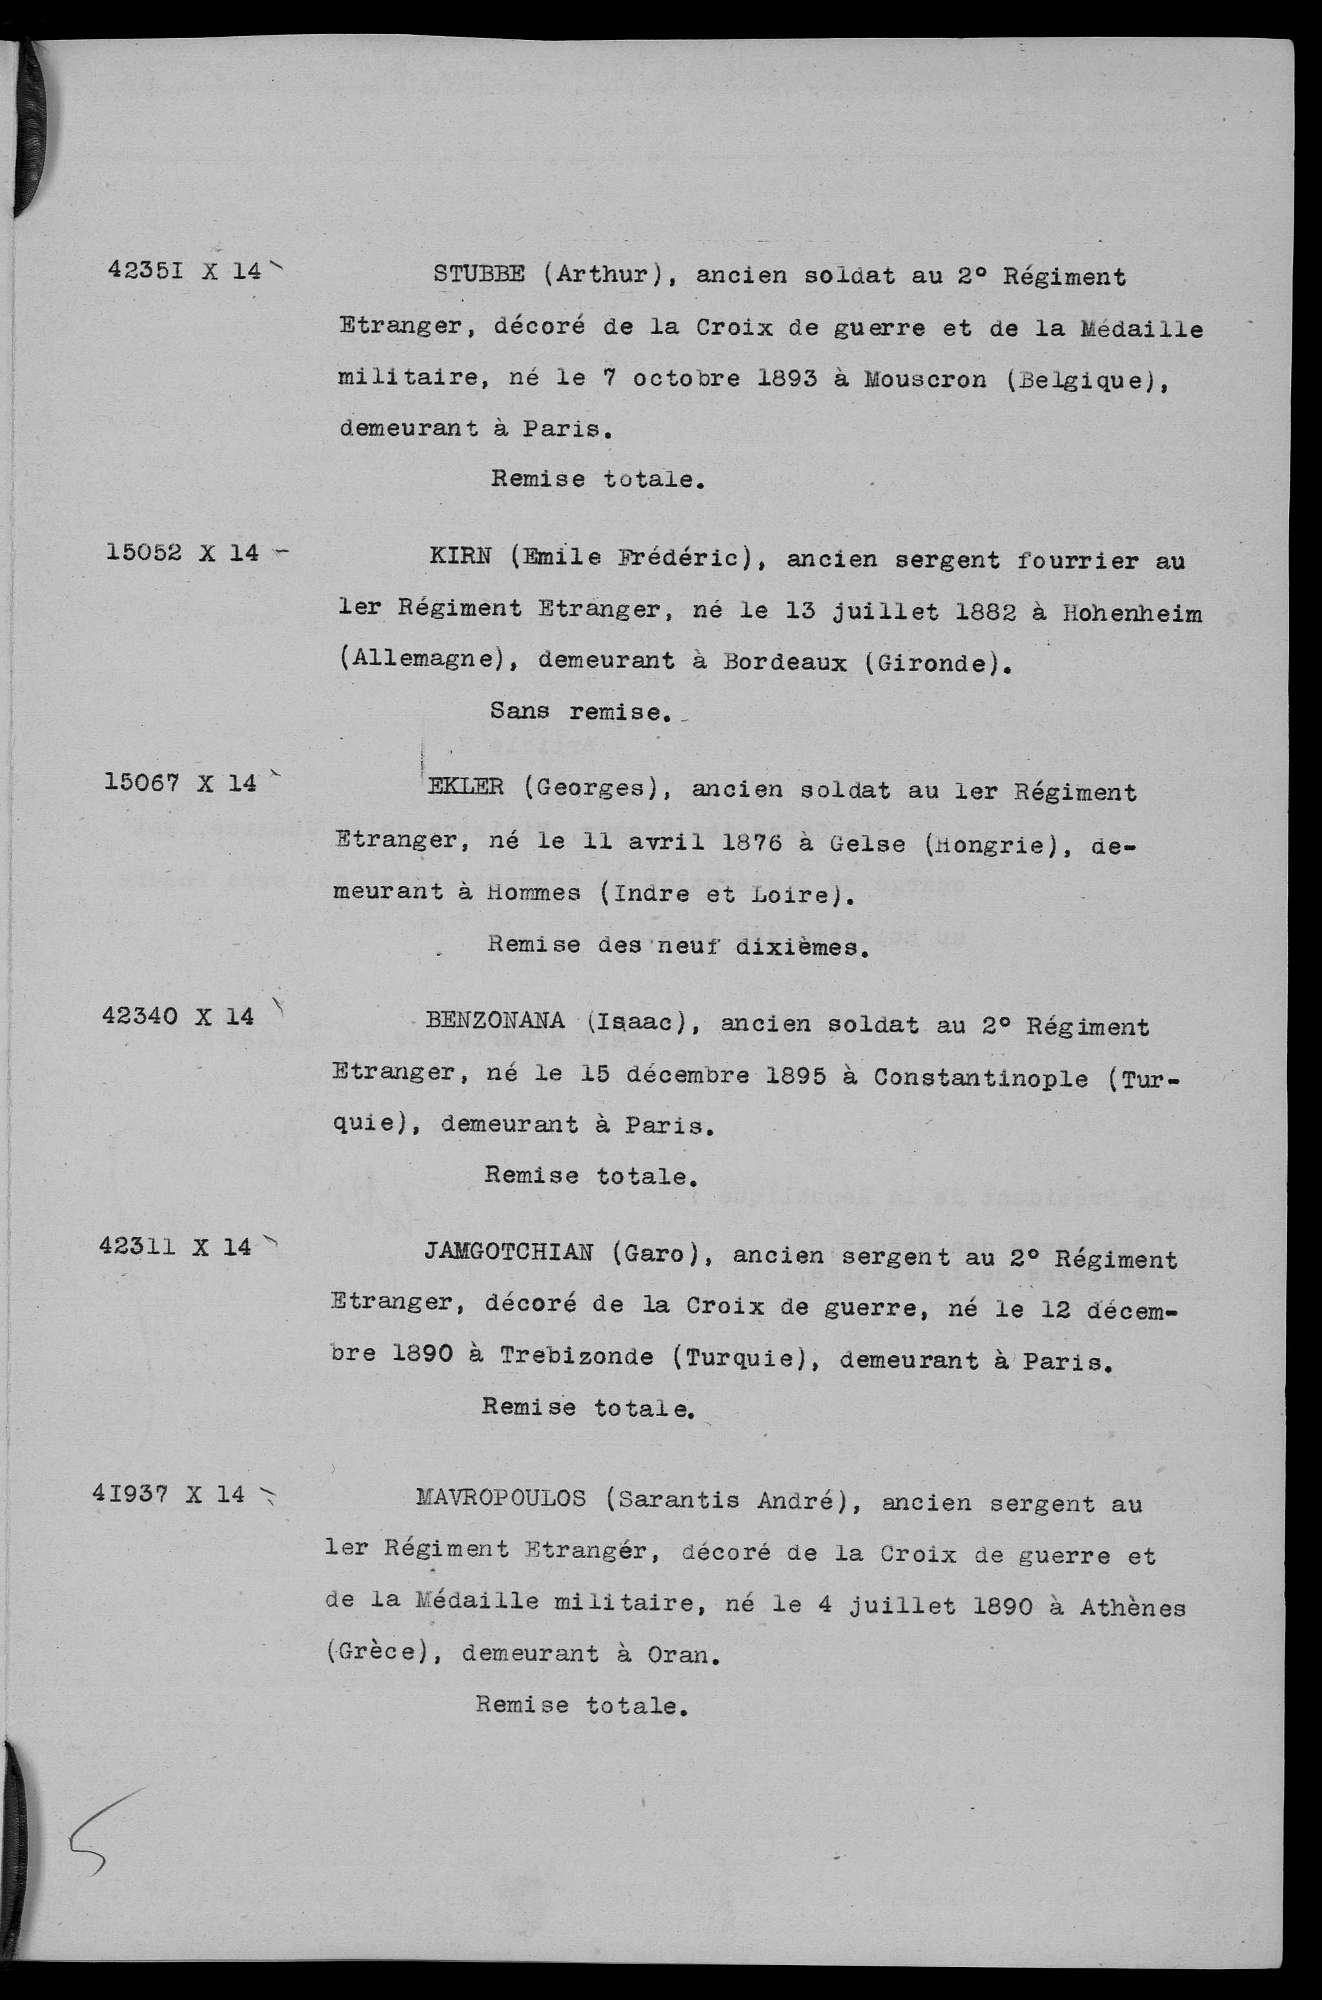 4235I X 14
STUBBE (Arthur), ancien soldat au 2° Régiment
Etranger, décoré de la Croix de guerre et de la Médaille
militaire, né le 7 octobre 1893 à Mouscron (Belgique),
demeurant à Paris.
Remise totale.
15052 X 14 -
KIRN (Emile Frédéric), ancien sergent fourrier au
1er Régiment Etranger, né le 13 juillet 1882 à Hohenheim
(Allemagne), demeurant à Bordeaux (Gironde).
Sans remise.
15067 X 14
EKLER (Georges), ancien soldat au 1er Régiment
Etranger, né le 11 avril 1876 à Gelse (Hongrie), de-
meurant à Hommes (Indre et Loire).
Remise des neuf dixièmes.
42340 X 14
BENZONANA (Isaac), ancien soldat au 2° Régiment
Etranger, né le 15 décembre 1895 à Constantinople (Tur-
quie), demeurant à Paris.
Remise totale.
42311 X 14
JAMGOTCHIAN (Garo), ancien sergent au 2° Régiment
Etranger, décoré de la Croix de guerre, né le 12 décem-
bre 1890 à Trebizonde (Turquie), demeurant à Paris.
Remise totale.
4I937 X 14
MAVROPOULOS (Sarantis André), ancien sergent au
1er Régiment Etrangér, décoré de la Croix de guerre et
de la Médaille militaire, né le 4 juillet 1890 à Athènes
(Grèce), demeurant à Oran.
Remise totale.
5